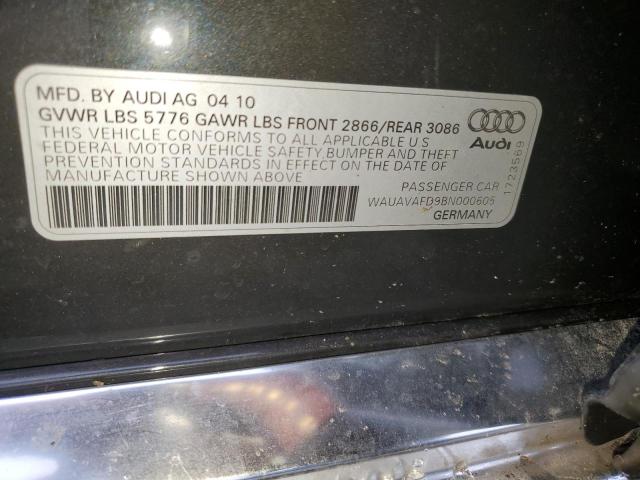 MFD. BY AUDI AG 04 10
GVWR LBS 5776 GAWR LBS FRONT 2866/REAR 3086
THIS VEHICLE CONFORMS TO ALL APPLICABLE U S
FEDERAL MOTOR VEHICLE SAFETY, BUMPER AND THEFT
PREVENTION STANDARDS IN EFFECT ON THE DATE OF
MANUFACTURE SHOWN ABOVE
PASSENGER CAR
WAUAVAFD9BN000605
GERMANY
Audi
1723569